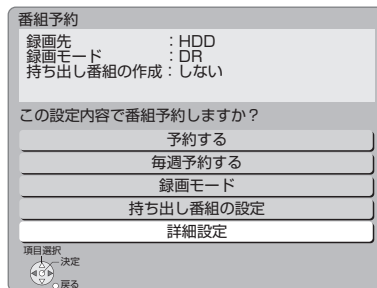 番組予約
録画先　　　　　：HDD
録画モード　　　：DR
持ち出し番組の作成：しない
この設定内容で番組予約しますか？
予約する
毎週予約する
録画モード
持ち出し番組の設定
詳細設定
項目選択
決定
戻る